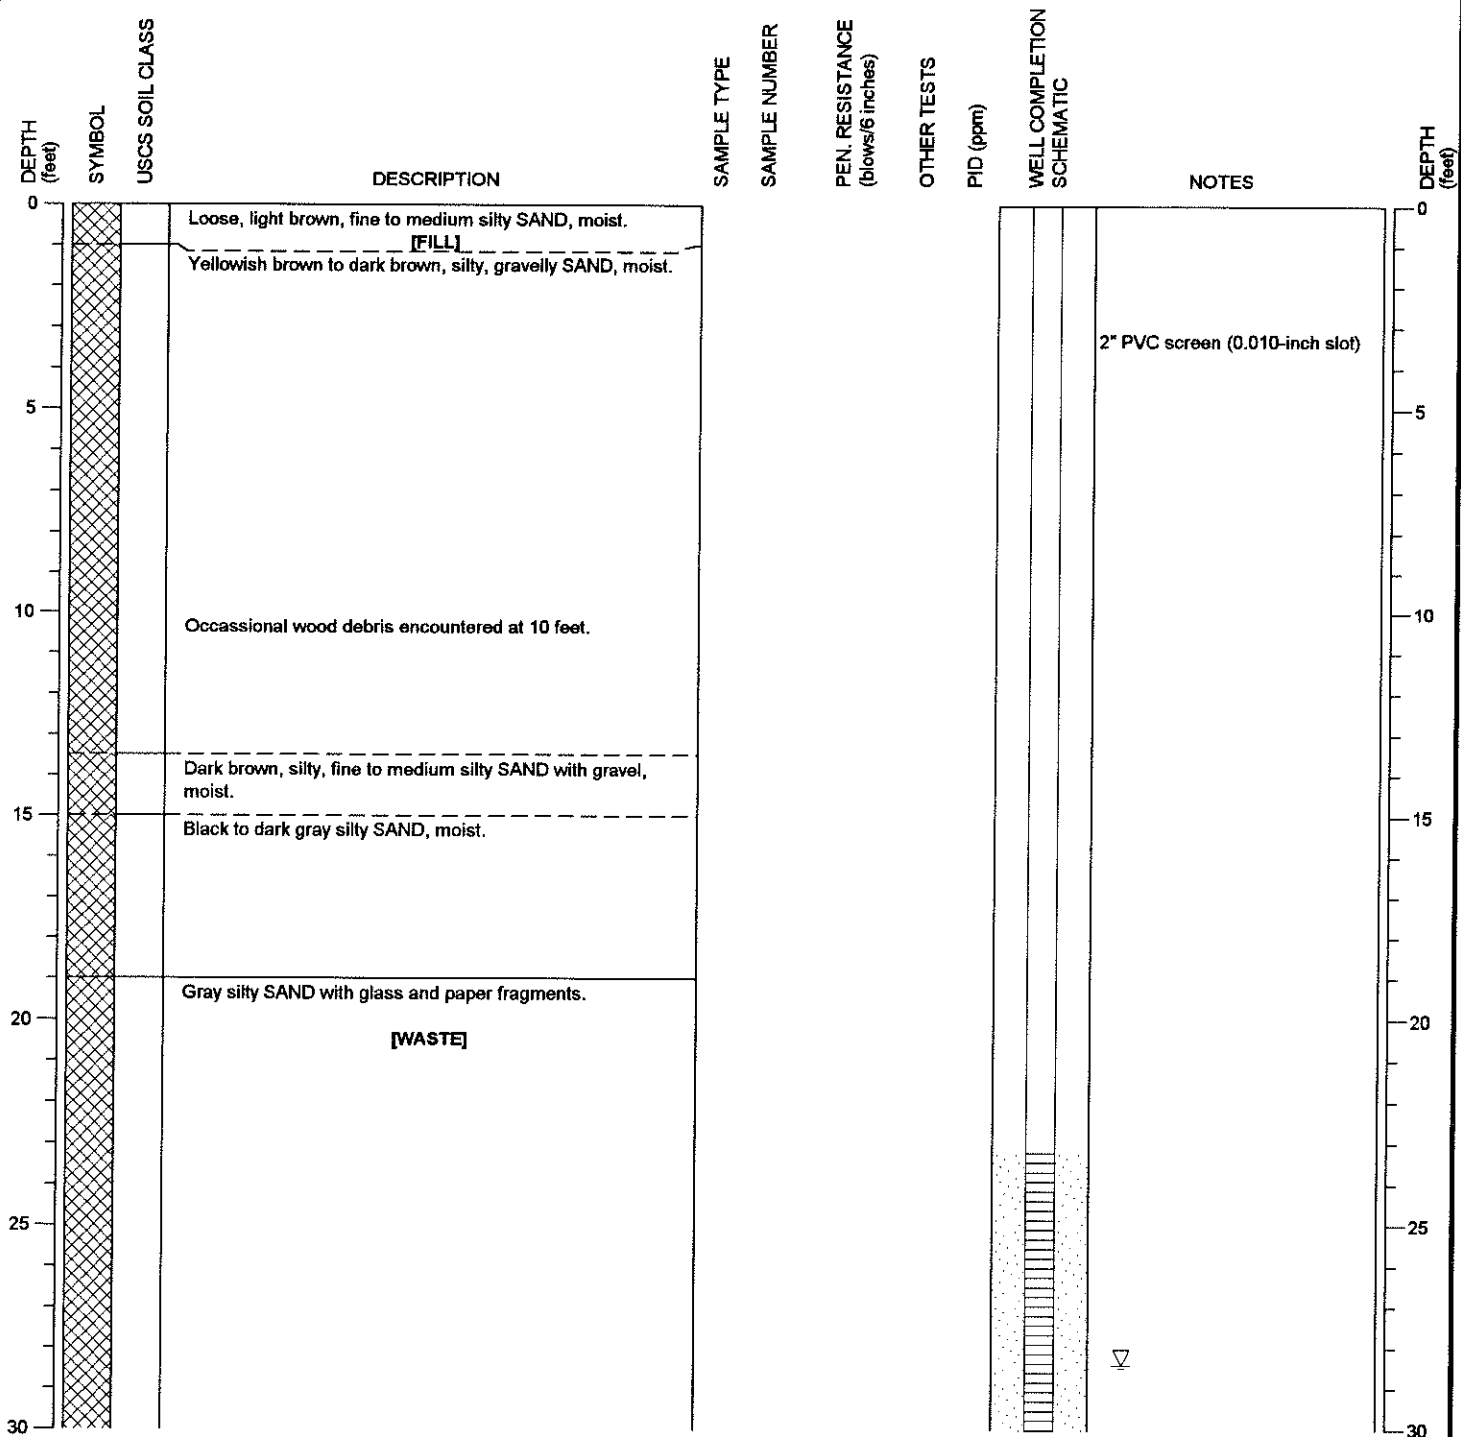 DEPTH
(feet)
SYMBOL
USCS SOIL CLASS
DESCRIPTION
SAMPLE TYPE
SAMPLE NUMBER
PEN. RESISTANCE
(blows/6 inches)
OTHER TESTS
PID (ppm)
WELL COMPLETION
SCHEMATIC
NOTES
DEPTH
(feet)
0
Loose, light brown, fine to medium silty SAND, moist.
[FILL]
Yellowish brown to dark brown, silty, gravelly SAND, moist.
0
2" PVC screen (0.010-inch slot)
5
5
10
Occassional wood debris encountered at 10 feet.
10
Dark brown, silty, fine to medium silty SAND with gravel,
moist.
15
Black to dark gray silty SAND, moist.
15
Gray silty SAND with glass and paper fragments.
20
[WASTE]
20
25
25
30
30